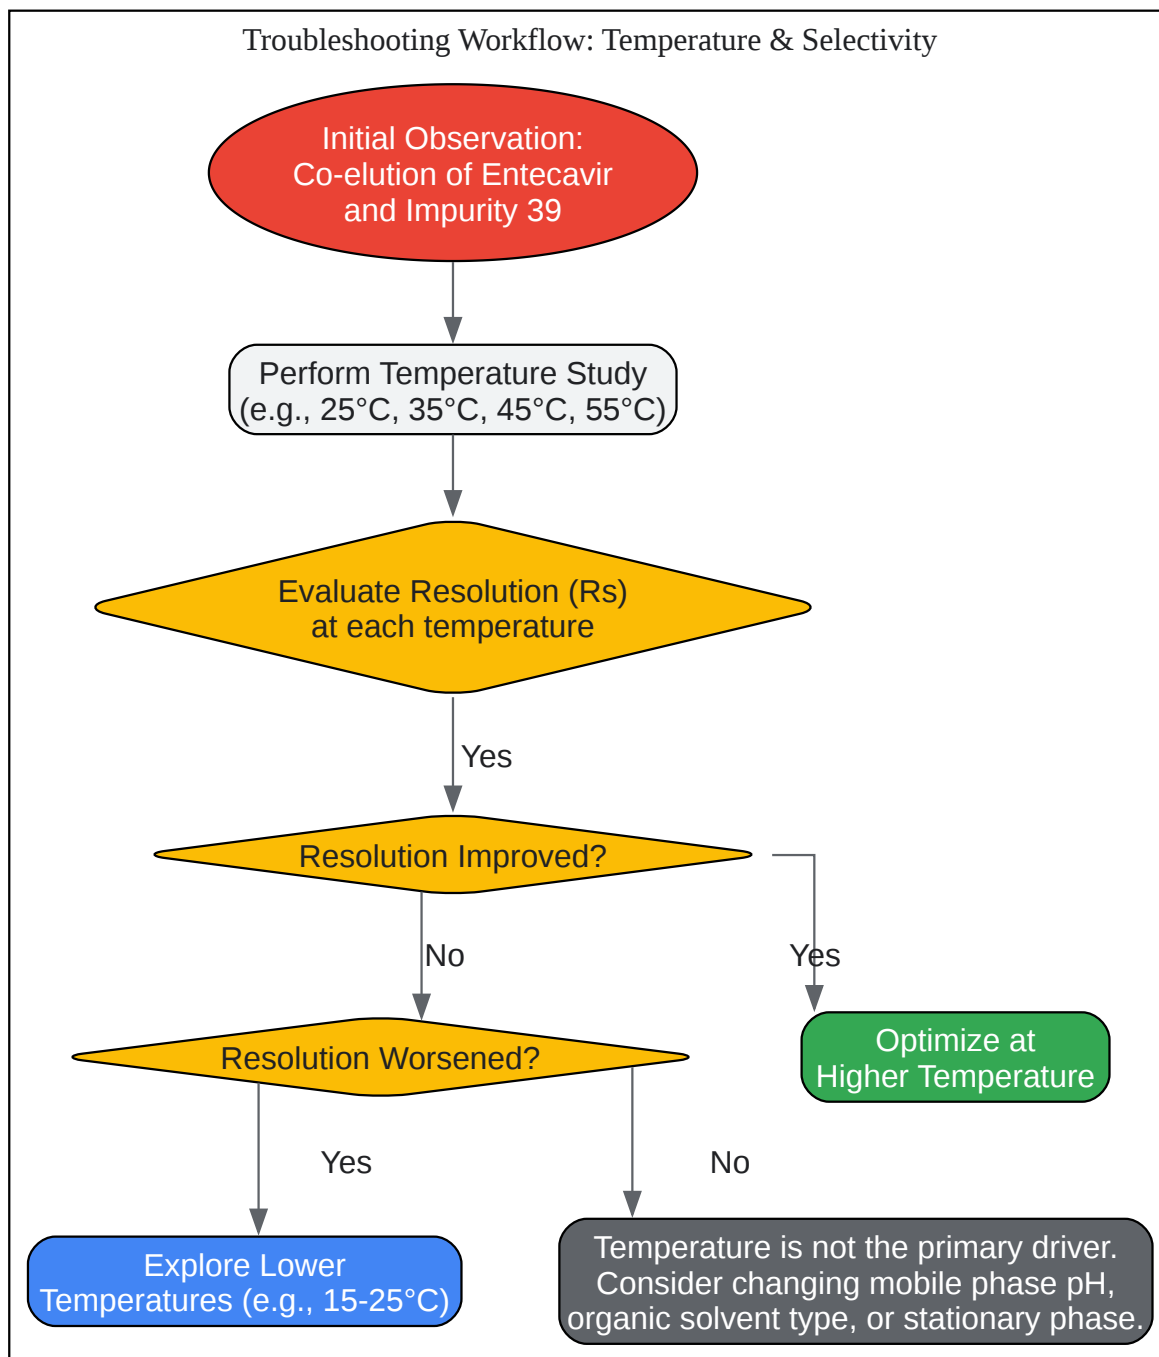 Troubleshooting Workflow: Temperature & Selectivity
Initial Observation:
Co-elution of Entecavir
and Impurity 39
Perform Temperature Study
(e.g., 25°C, 35°C, 45°C, 55°C)
Evaluate Resolution (Rs)
at each temperature
Yes
Resolution Improved?
No
Yes
Optimize at
Higher Temperature
Resolution Worsened?
Yes
No
Explore Lower
Temperatures (e.g., 15-25°C)
Temperature is not the primary driver.
Consider changing mobile phase pH,
organic solvent type, or stationary phase.